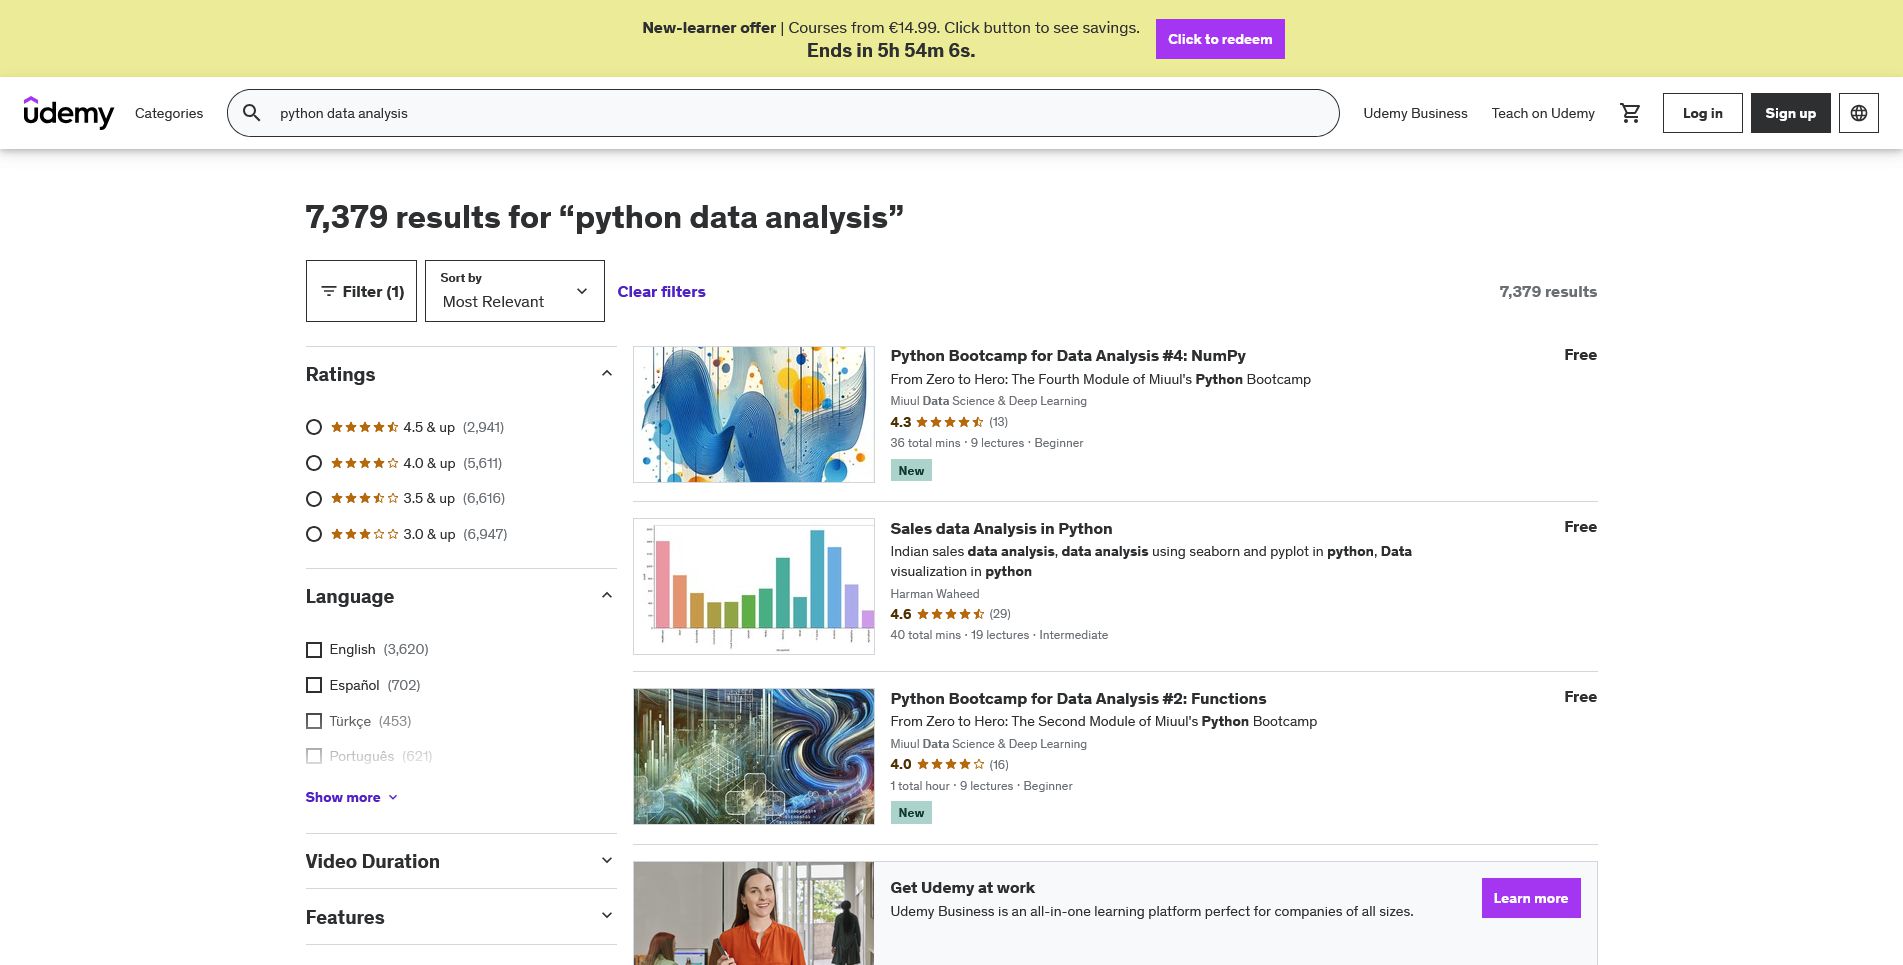 New-learner offer | Courses from €14.99. Click button to see savings.
Ends in 5h 54m 6s.
Click to redeem
udemy
Categories
python data analysis
Udemy Business
Teach on Udemy
Log in
Sign up
7,379 results for “python data analysis”
Filter (1)
Sort by
Most Relevant
Clear filters
7,379 results
Ratings
4.5 & up (2,941)
4.0 & up (5,611)
3.5 & up (6,616)
3.0 & up (6,947)
Language
English (3,620)
Español (702)
Türkçe (453)
Português (621)
Show more
Video Duration
Features
Python Bootcamp for Data Analysis #4: NumPy
Free
From Zero to Hero: The Fourth Module of Miuul's Python Bootcamp
Miuul Data Science & Deep Learning
4.3 (13)
36 total mins · 9 lectures · Beginner
New
Sales data Analysis in Python
Free
Indian sales data analysis, data analysis using seaborn and pyplot in python, Data
visualization in python
Harman Waheed
4.6 (29)
40 total mins · 19 lectures · Intermediate
Python Bootcamp for Data Analysis #2: Functions
Free
From Zero to Hero: The Second Module of Miuul's Python Bootcamp
Miuul Data Science & Deep Learning
4.0 (16)
1 total hour · 9 lectures · Beginner
New
Get Udemy at work
Udemy Business is an all-in-one learning platform perfect for companies of all sizes.
Learn more